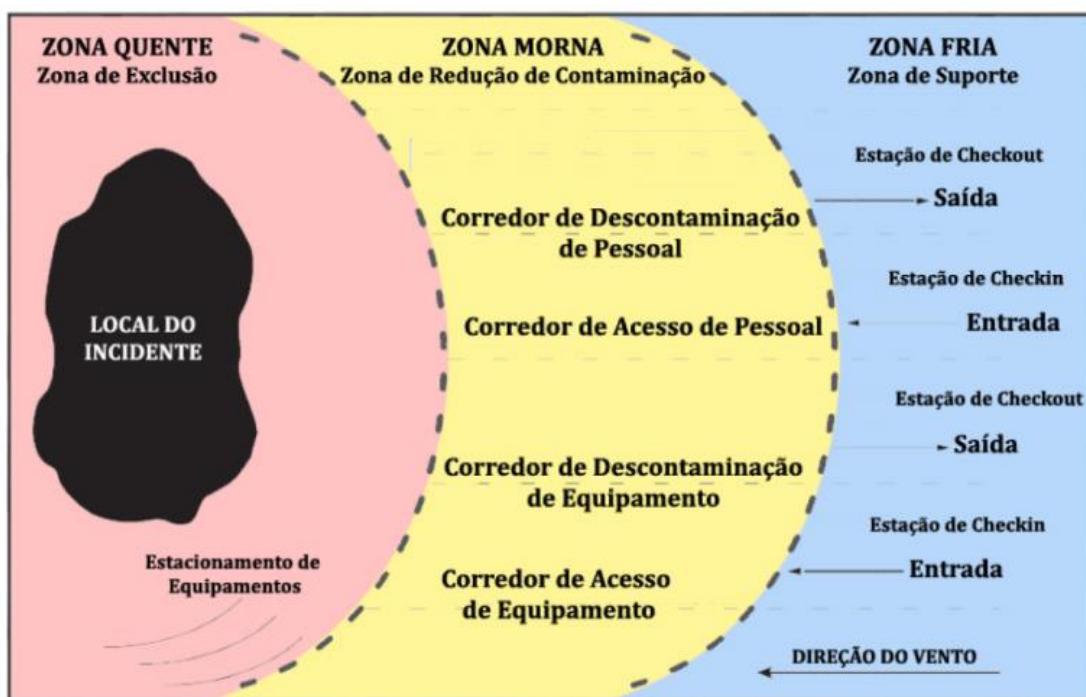 ZONA QUENTE
Zona de Exclusão
LOCAL DO
INCIDENTE
Estacionamento de
Equipamentos
ZONA MORNA
Zona de Redução de Contaminação
Corredor de Descontaminação
de Pessoal
Corredor de Acesso de Pessoal
Corredor de Descontaminação
de Equipamento
Corredor de Acesso
de Equipamento
ZONA FRIA
Zona de Suporte
Estação de Checkout
Saída
Estação de Checkin
Entrada
Estação de Checkout
Saída
Estação de Checkin
Entrada
DIREÇÃO DO VENTO